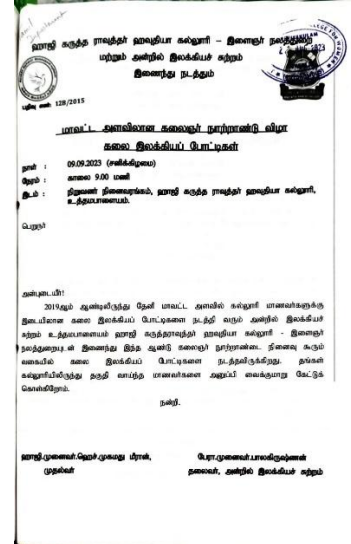 ஹாஜி கருத்த ராவுத்தர் ஹவுதியா கல்லூரி – இளைஞர் நலத்துறை
மற்றும் அன்றில் இலக்கியச் சுற்றம்
இணைந்து நடத்தும்
பதிவு எண்: 128/2015
மாவட்ட அளவிலான கலைஞர் நூற்றாண்டு விழா
கலை இலக்கியப் போட்டிகள்
நாள் : 09.09.2023 (சனிக்கிழமை)
நேரம் : காலை 9.00 மணி
இடம் : நிறுவனர் நினைவரங்கம், ஹாஜி கருத்த ராவுத்தர் ஹவுதியா கல்லூரி,
உத்தமபாளையம்.
பெறுநர்
அன்புடையீர்!
2019ஆம் ஆண்டிலிருந்து தேனி மாவட்ட அளவில் கல்லூரி மாணவர்களுக்கு
இடையிலான கலை இலக்கியப் போட்டிகளை நடத்தி வரும் அன்றில் இலக்கியச்
சுற்றம் உத்தமபாளையம் ஹாஜி கருத்தராவுத்தர் ஹவுதியா கல்லூரி - இளைஞர்
நலத்துறையுடன் இணைந்து இந்த ஆண்டு கலைஞர் நூற்றாண்டை நினைவு கூரும்
வகையில் கலை இலக்கியப் போட்டிகளை நடத்தவிருக்கிறது. தங்கள்
கல்லூரியிலிருந்து தகுதி வாய்ந்த மாணவர்களை அனுப்பி வைக்குமாறு கேட்டுக்
கொள்கிறோம்.
நன்றி.
ஹாஜி.முனைவர்.ஹெச்.முகமது மீரான்,
முதல்வர்
பேரா.முனைவர்.பாலகிருஷ்ணன்
தலைவர், அன்றில் இலக்கியச் சுற்றம்